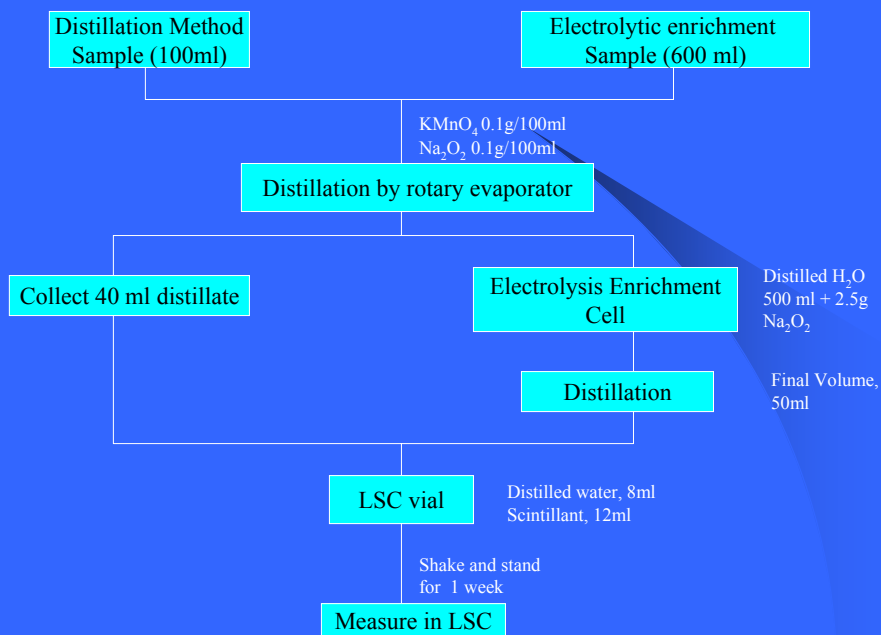 Distillation Method
Sample (100ml)
Electrolytic enrichment
Sample (600 ml)
KMnO₄ 0.1g/100ml
Na₂O₂ 0.1g/100ml
Distillation by rotary evaporator
Collect 40 ml distillate
Electrolysis Enrichment
Cell
Distilled H₂O
500 ml + 2.5g
Na₂O₂
Distillation
Final Volume,
50ml
LSC vial
Distilled water, 8ml
Scintillant, 12ml
Shake and stand
for 1 week
Measure in LSC